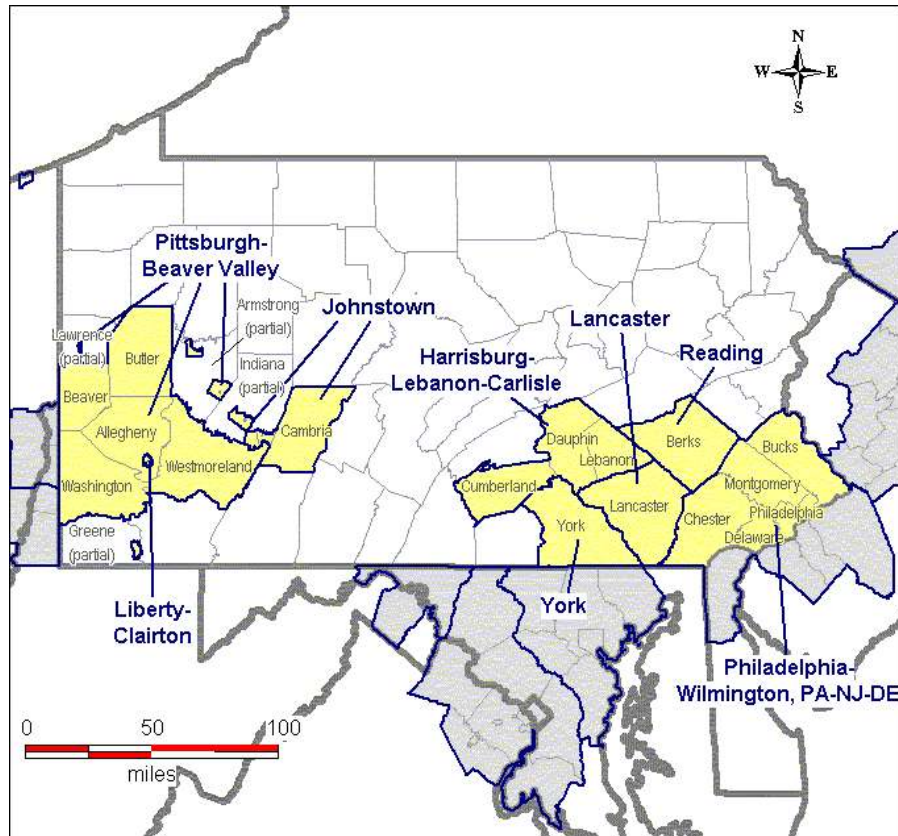 N
W E
S
Pittsburgh-
Beaver Valley
Armstrong
(partial)
Johnstown
Lancaster
Lawrence
(partial)
Butler
Indiana
(partial)
Harrisburg-
Lebanon-Carlisle
Reading
Beaver
Allegheny
Cambria
Dauphin
Berks
Bucks
Westmoreland
Lebanon
Washington
Cumberland
Montgomery
Lancaster
Philadelphia
Greene
(partial)
York
Chester
Delaware
Liberty-
Clairton
York
Philadelphia-
Wilmington, PA-NJ-DE
0 50 100
miles